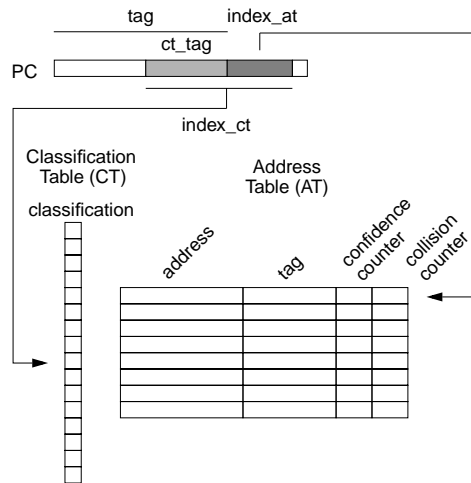 tag
index_at
ct_tag
PC
index_ct
Classification
Table (CT)
Address
Table (AT)
classification
address
tag
confidence
counter
collision
counter